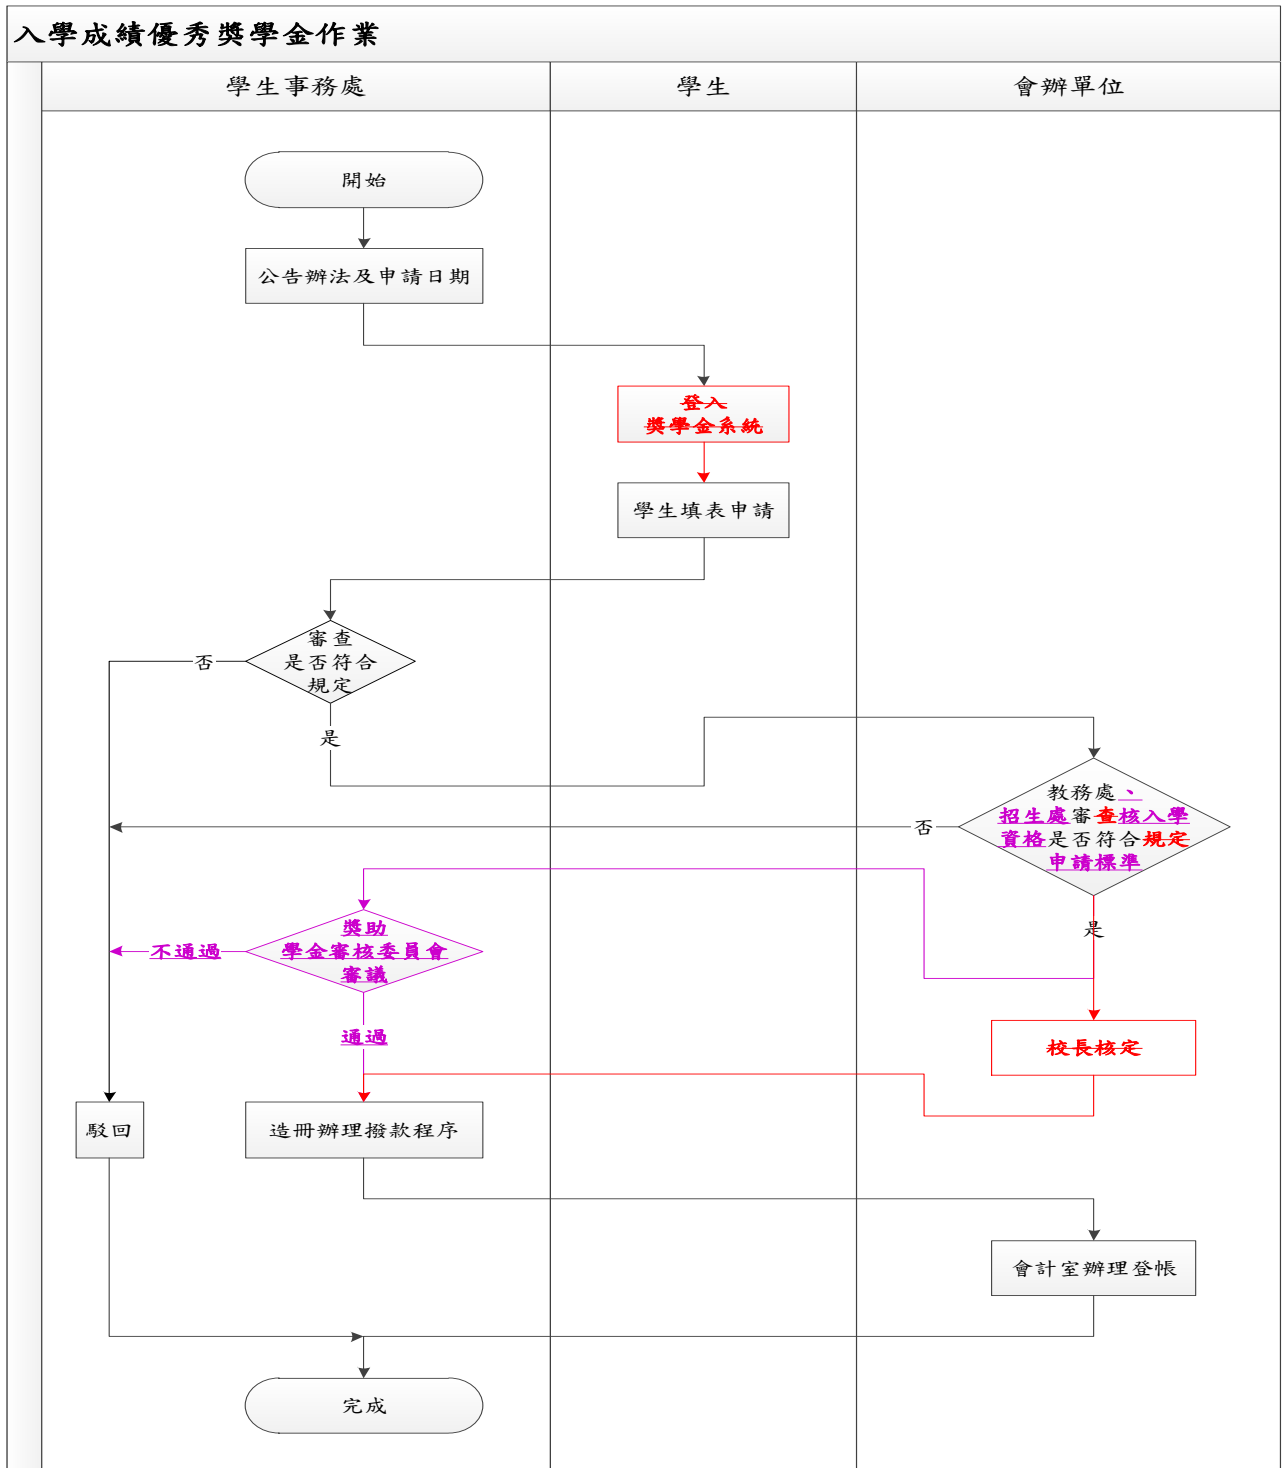 入學成績優秀獎學金作業
學生事務處
學生
會辦單位
開始
公告辦法及申請日期
登入
獎學金系統
學生填表申請
審查
是否符合
規定
否
是
教務處、
招生處審查核入學
資格是否符合規定
申請標準
否
是
獎助
學金審核委員會
審議
不通過
通過
校長核定
駁回
造冊辦理撥款程序
會計室辦理登帳
完成